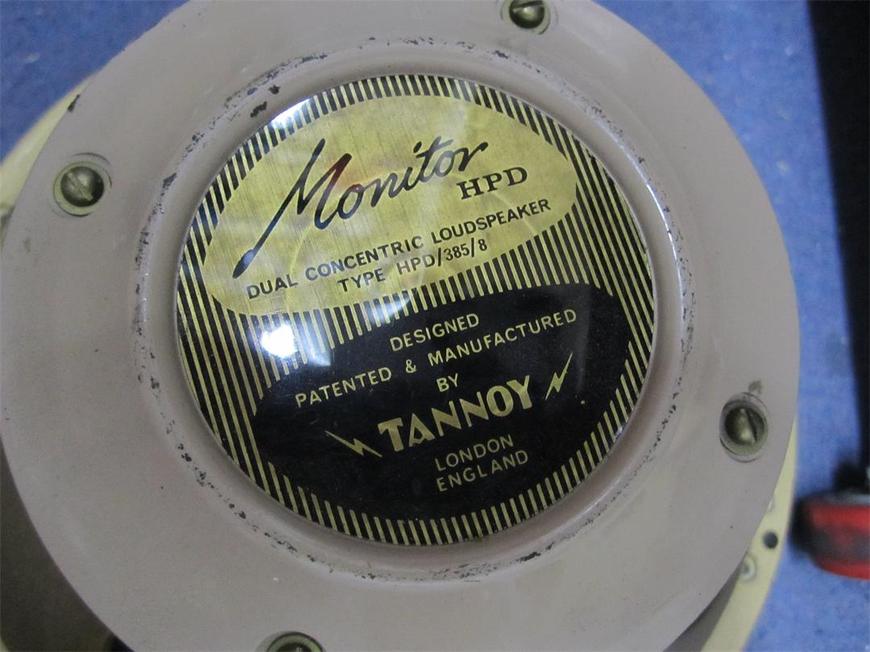 Monitor
HPD
DUAL CONCENTRIC LOUDSPEAKER
TYPE HPD/385/8
DESIGNED
PATENTED & MANUFACTURED
BY
TANNOY
LONDON
ENGLAND